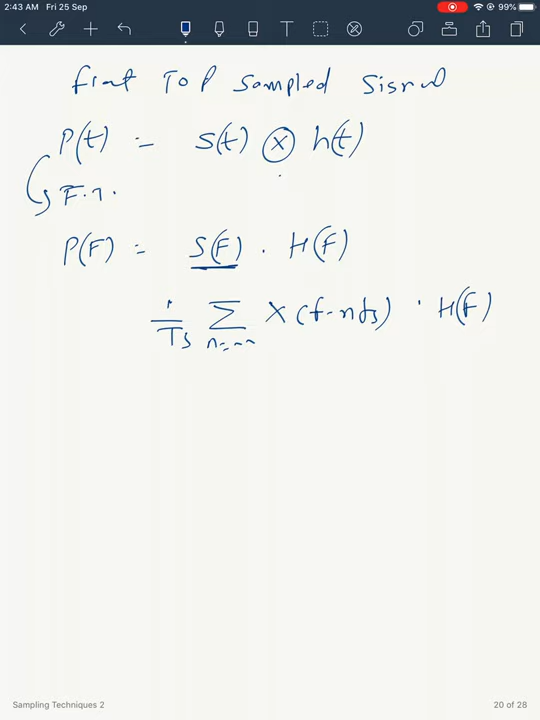 2:43 AM Fri 25 Sep 99%
T
Flat Top Sampled Signal
P(t) = S(t) ⊗ h(t)
F.T.
P(F) = S(F) . H(F)
1/Ts ∑ n=-∞ X(f-nfs) . H(F)
Sampling Techniques 2 20 of 28